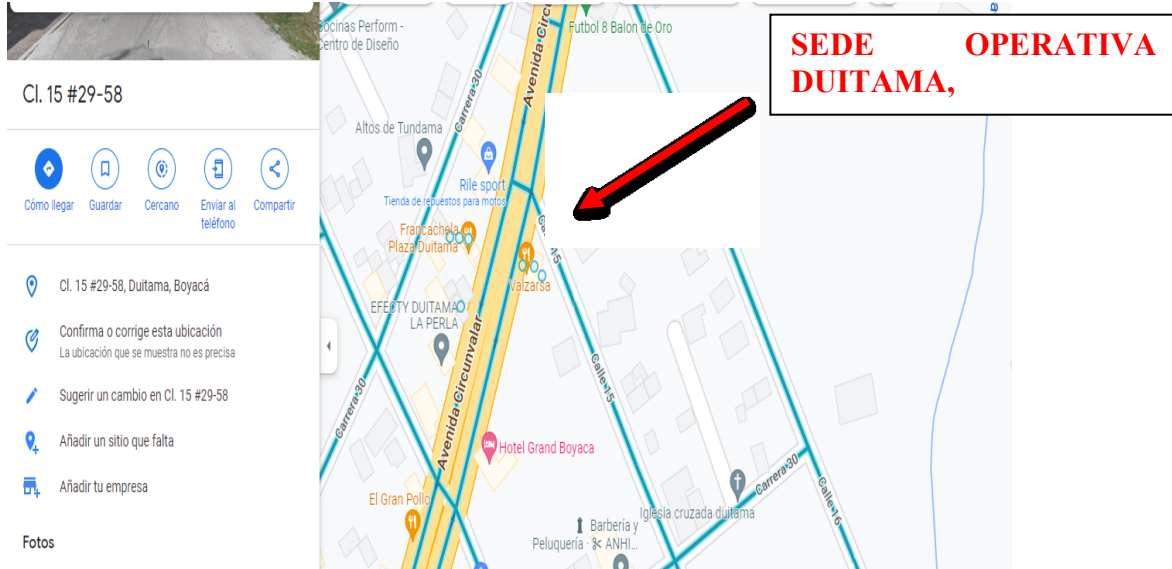 Cl. 15 #29-58
Cómo llegar
Guardar
Cercano
Enviar al
teléfono
Compartir
Cl. 15 #29-58, Duitama, Boyacá
Confirma o corrige esta ubicación
La ubicación que se muestra no es precisa
Sugerir un cambio en Cl. 15 #29-58
Añadir un sitio que falta
Añadir tu empresa
Fotos
SEDE OPERATIVA
DUITAMA,
ocinas Perform -
entro de Diseño
Futbol 8 Balon de Oro
Carrera 30
Avenida Circu
Altos de Tundama
Rile sport
Tienda de repuestos para motos
Francachela
Plaza Duitama
Valzarsa
EFECTY DUITAMA
LA PERLA
Avenida Circunvalar
Calle 15
Carrera 30
Hotel Grand Boyaca
El Gran Pollo
Iglesia cruzada duitama
Carrera 30
Calle 16
Barbería y
Peluquería · ANHI...